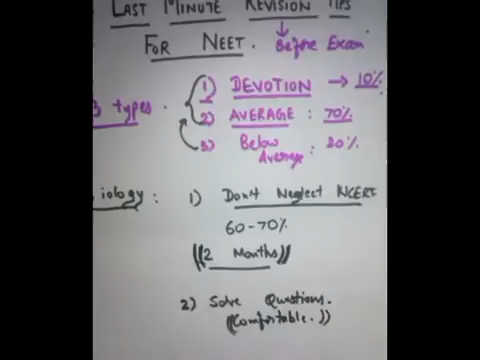 LAST MINUTE REVISION TIPS
FOR NEET. Before Exam
3 types.
1) DEVOTION → 10%
2) AVERAGE : 70%
3) Below Average : 20%
iology :
1) Don't Neglect NCERT
60-70%
((2 Months))
2) Solve Questions.
((Comfortable.))